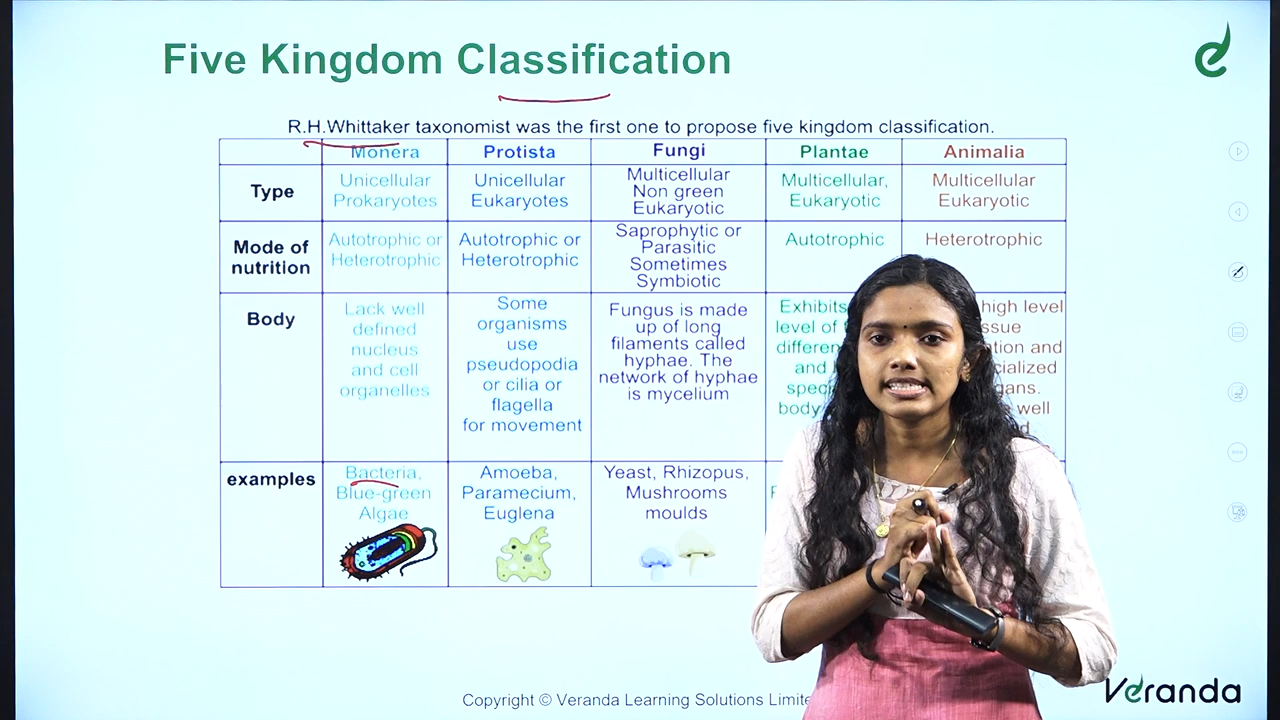 Five Kingdom Classification
R.H.Whittaker taxonomist was the first one to propose five kingdom classification.
Monera Protista Fungi Plantae Animalia
Type
Unicellular
Prokaryotes
Unicellular
Eukaryotes
Multicellular
Non green
Eukaryotic
Multicellular,
Eukaryotic
Multicellular
Eukaryotic
Mode of
nutrition
Autotrophic or
Heterotrophic
Autotrophic or
Heterotrophic
Saprophytic or
Parasitic
Sometimes
Symbiotic
Autotrophic
Heterotrophic
Body
Lack well
defined
nucleus
and cell
organelles
Some
organisms
use
pseudopodia
or cilia or
flagella
for movement
Fungus is made
up of long
filaments called
hyphae. The
network of hyphae
is mycelium
Exhibits
level of
and
body
high level
and
well
examples
Bacteria,
Blue-green
Algae
Amoeba,
Paramecium,
Euglena
Yeast, Rhizopus,
Mushrooms
moulds
Copyright © Veranda Learning Solutions
Veranda